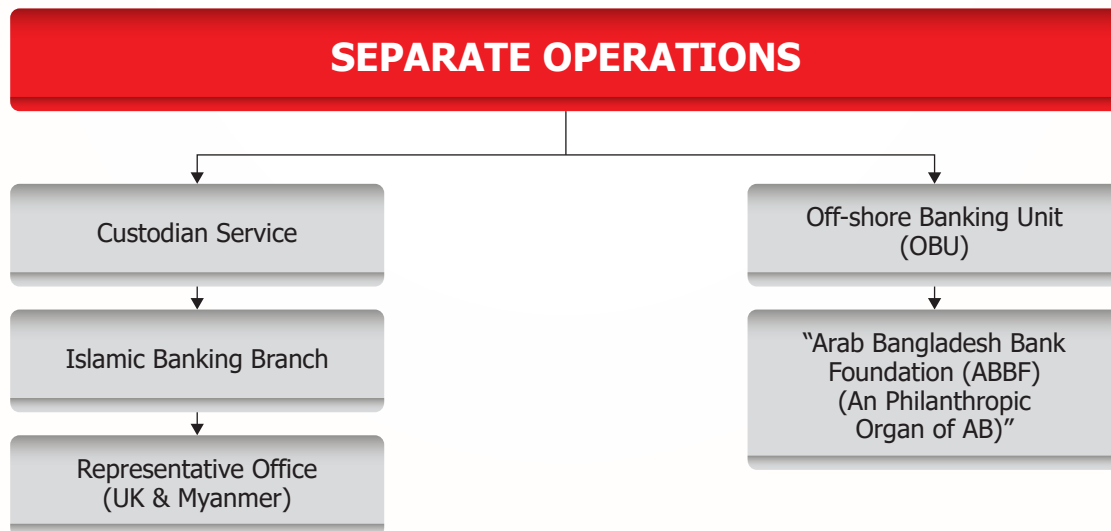 SEPARATE OPERATIONS
Custodian Service
Islamic Banking Branch
Representative Office
(UK & Myanmer)
Off-shore Banking Unit
(OBU)
“Arab Bangladesh Bank
Foundation (ABBF)
(An Philanthropic
Organ of AB)”